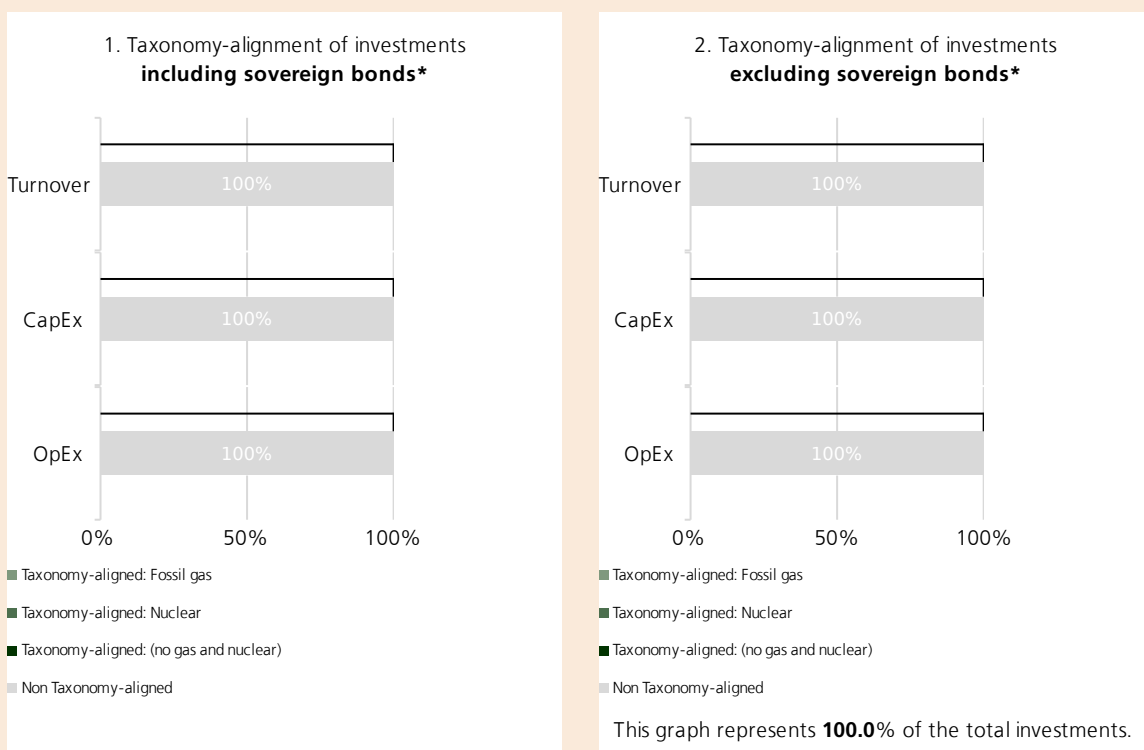 1. Taxonomy-alignment of investments
including sovereign bonds*
Turnover
100%
CapEx
100%
OpEx
100%
0% 50% 100%
Taxonomy-aligned: Fossil gas
Taxonomy-aligned: Nuclear
Taxonomy-aligned: (no gas and nuclear)
Non Taxonomy-aligned
2. Taxonomy-alignment of investments
excluding sovereign bonds*
Turnover
100%
CapEx
100%
OpEx
100%
0% 50% 100%
Taxonomy-aligned: Fossil gas
Taxonomy-aligned: Nuclear
Taxonomy-aligned: (no gas and nuclear)
Non Taxonomy-aligned
This graph represents 100.0% of the total investments.